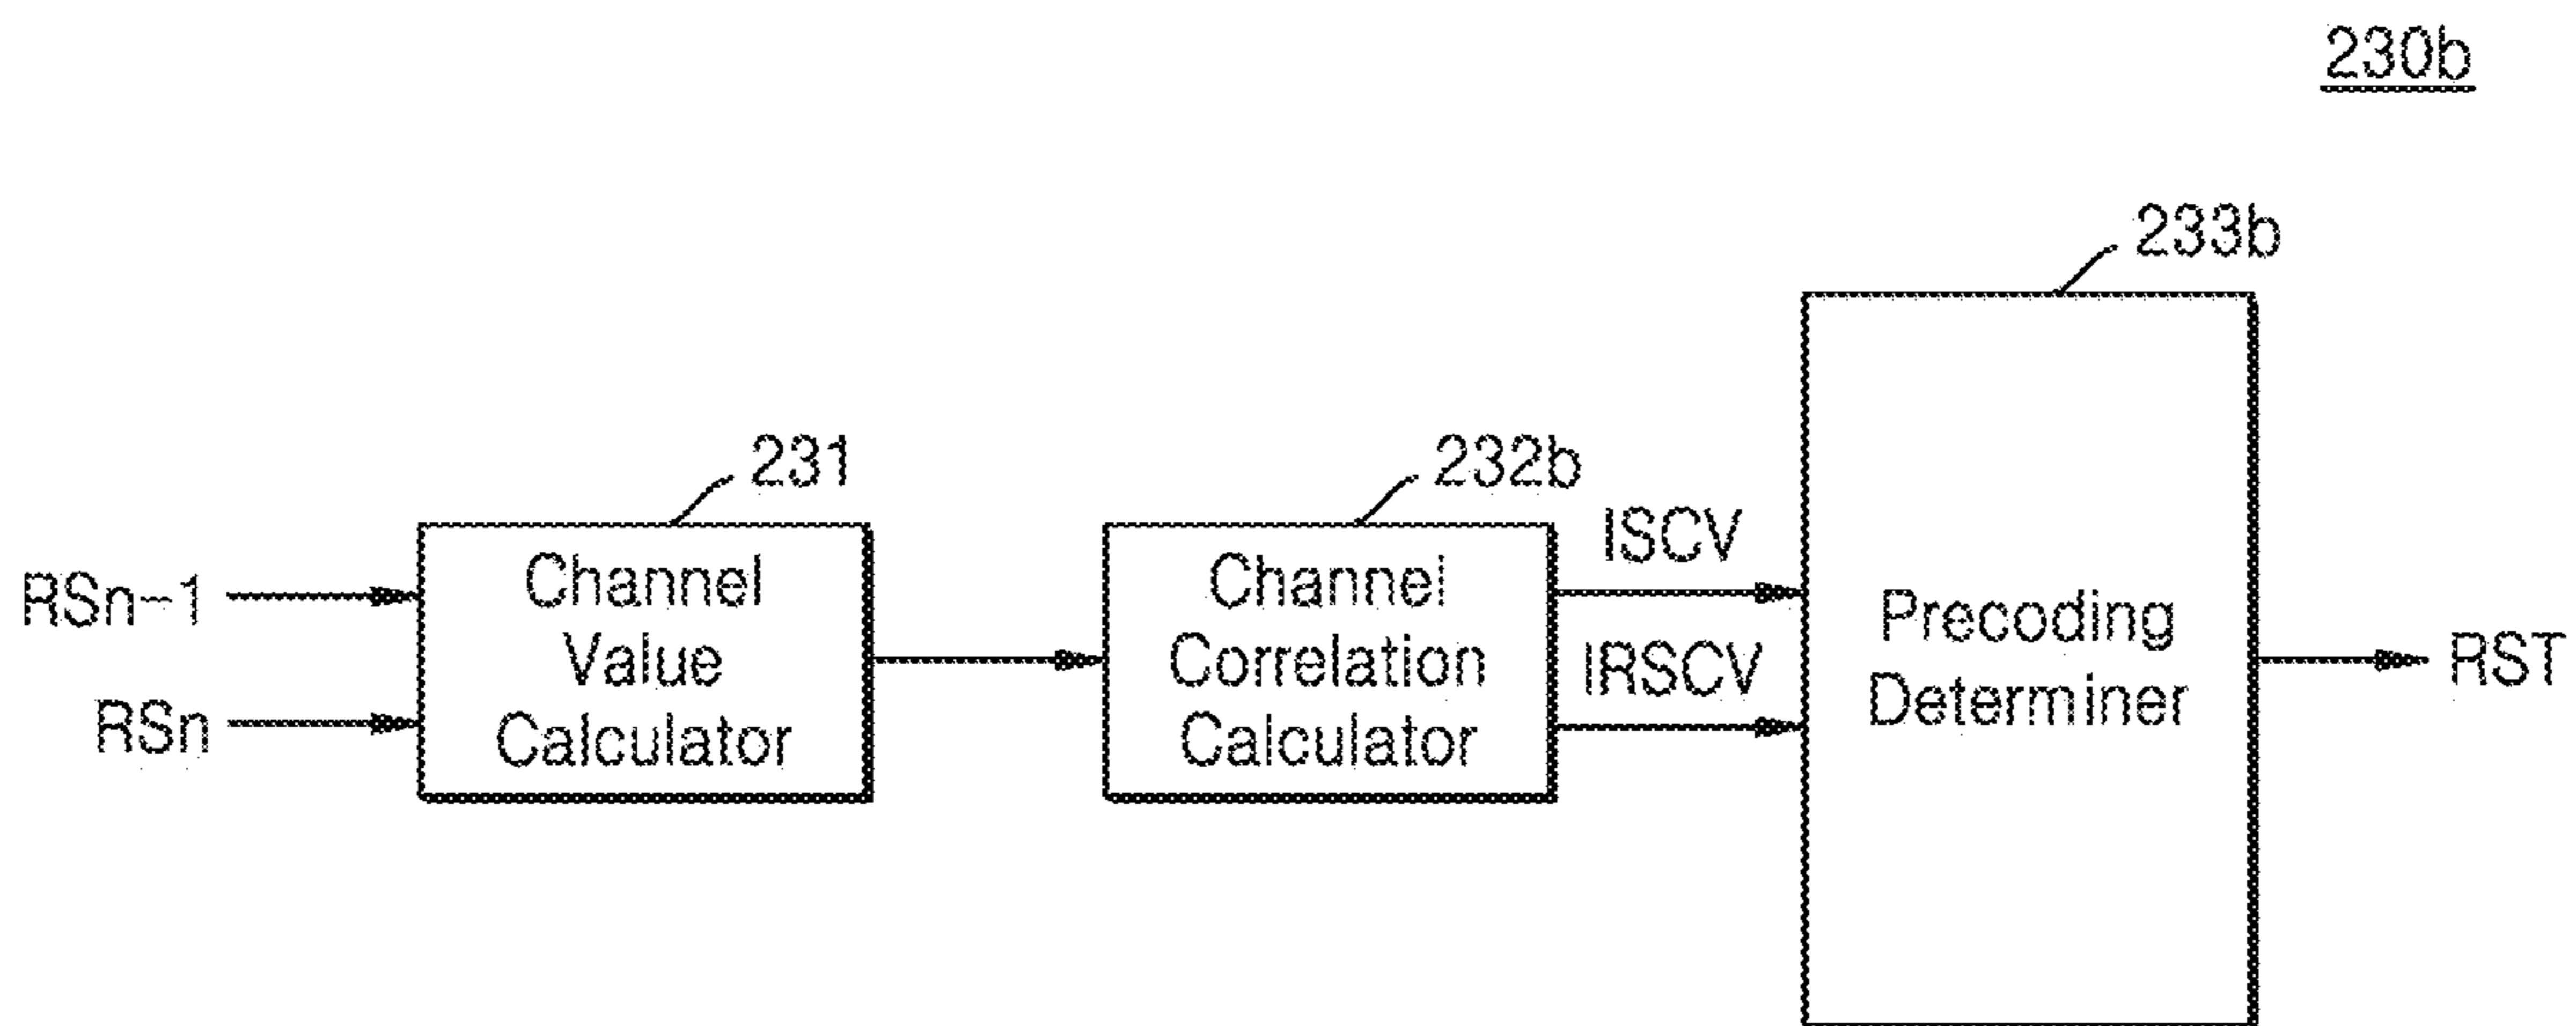 230b
233b
231
232b
RSn-1
RSn
Channel
Value
Calculator
Channel
Correlation
Calculator
ISCV
IRSCV
Precoding
Determiner
RST